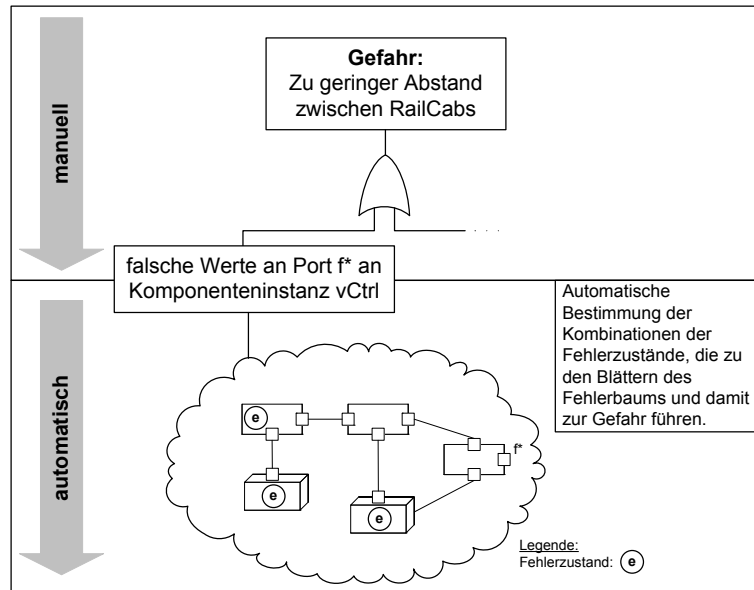 Gefahr:
Zu geringer Abstand
zwischen RailCabs
manuell
. . .
falsche Werte an Port f* an
Komponenteninstanz vCtrl
Automatische
Bestimmung der
Kombinationen der
Fehlerzustände, die zu
den Blättern des
Fehlerbaums und damit
zur Gefahr führen.
automatisch
e
f*
e
e
Legende:
Fehlerzustand: e